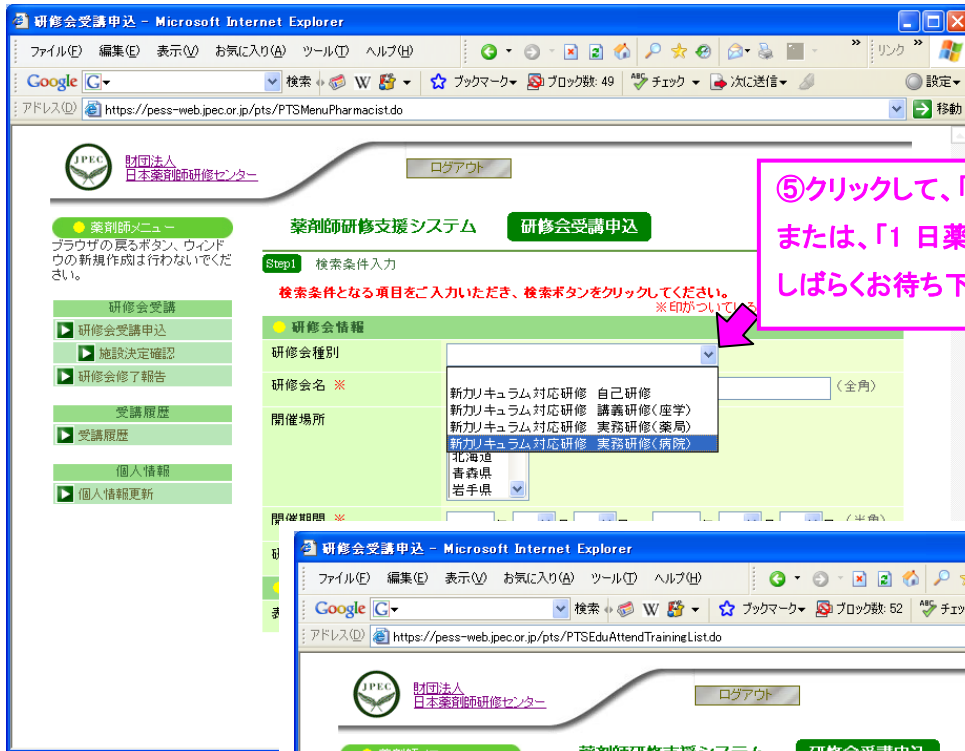 研修会受講申込 - Microsoft Internet Explorer
ファイル(F) 編集(E) 表示(V) お気に入り(A) ツール(T) ヘルプ(H) » リンク »
Google G 検索 W ブックマーク ブロック数: 49 チェック 次に送信 設定
アドレス(D) https://pess-web.jpec.or.jp/pts/PTSMenuPharmacist.do 移動
JPEC
財団法人
日本薬剤師研修センター
ログアウト
⑤クリックして、「
または、「1 日薬
しばらくお待ち下
薬剤師メニュー
ブラウザの戻るボタン、ウィンド
ウの新規作成は行わないでくだ
さい。
研修会受講
研修会受講申込
施設決定確認
研修会修了報告
受講履歴
受講履歴
個人情報
個人情報更新
薬剤師研修支援システム 研修会受講申込
Step1 検索条件入力
検索条件となる項目をご入力いただき、検索ボタンをクリックしてください。
※印がついている
研修会情報
研修会種別
新カリキュラム対応研修 自己研修
新カリキュラム対応研修 講義研修(座学)
新カリキュラム対応研修 実務研修(薬局)
新カリキュラム対応研修 実務研修(病院)
研修会名 ※ (全角)
開催場所
北海道
青森県
岩手県
開催期間 ※ (半角)
研修会受講申込 - Microsoft Internet Explorer
ファイル(F) 編集(E) 表示(V) お気に入り(A) ツール(T) ヘルプ(H)
Google G 検索 W ブックマーク ブロック数: 52 チェッ
アドレス(D) https://pess-web.jpec.or.jp/pts/PTSEduAttendTrainingList.do
JPEC
財団法人
日本薬剤師研修センター
ログアウト
薬剤師研修支援システム 研修会受講申込